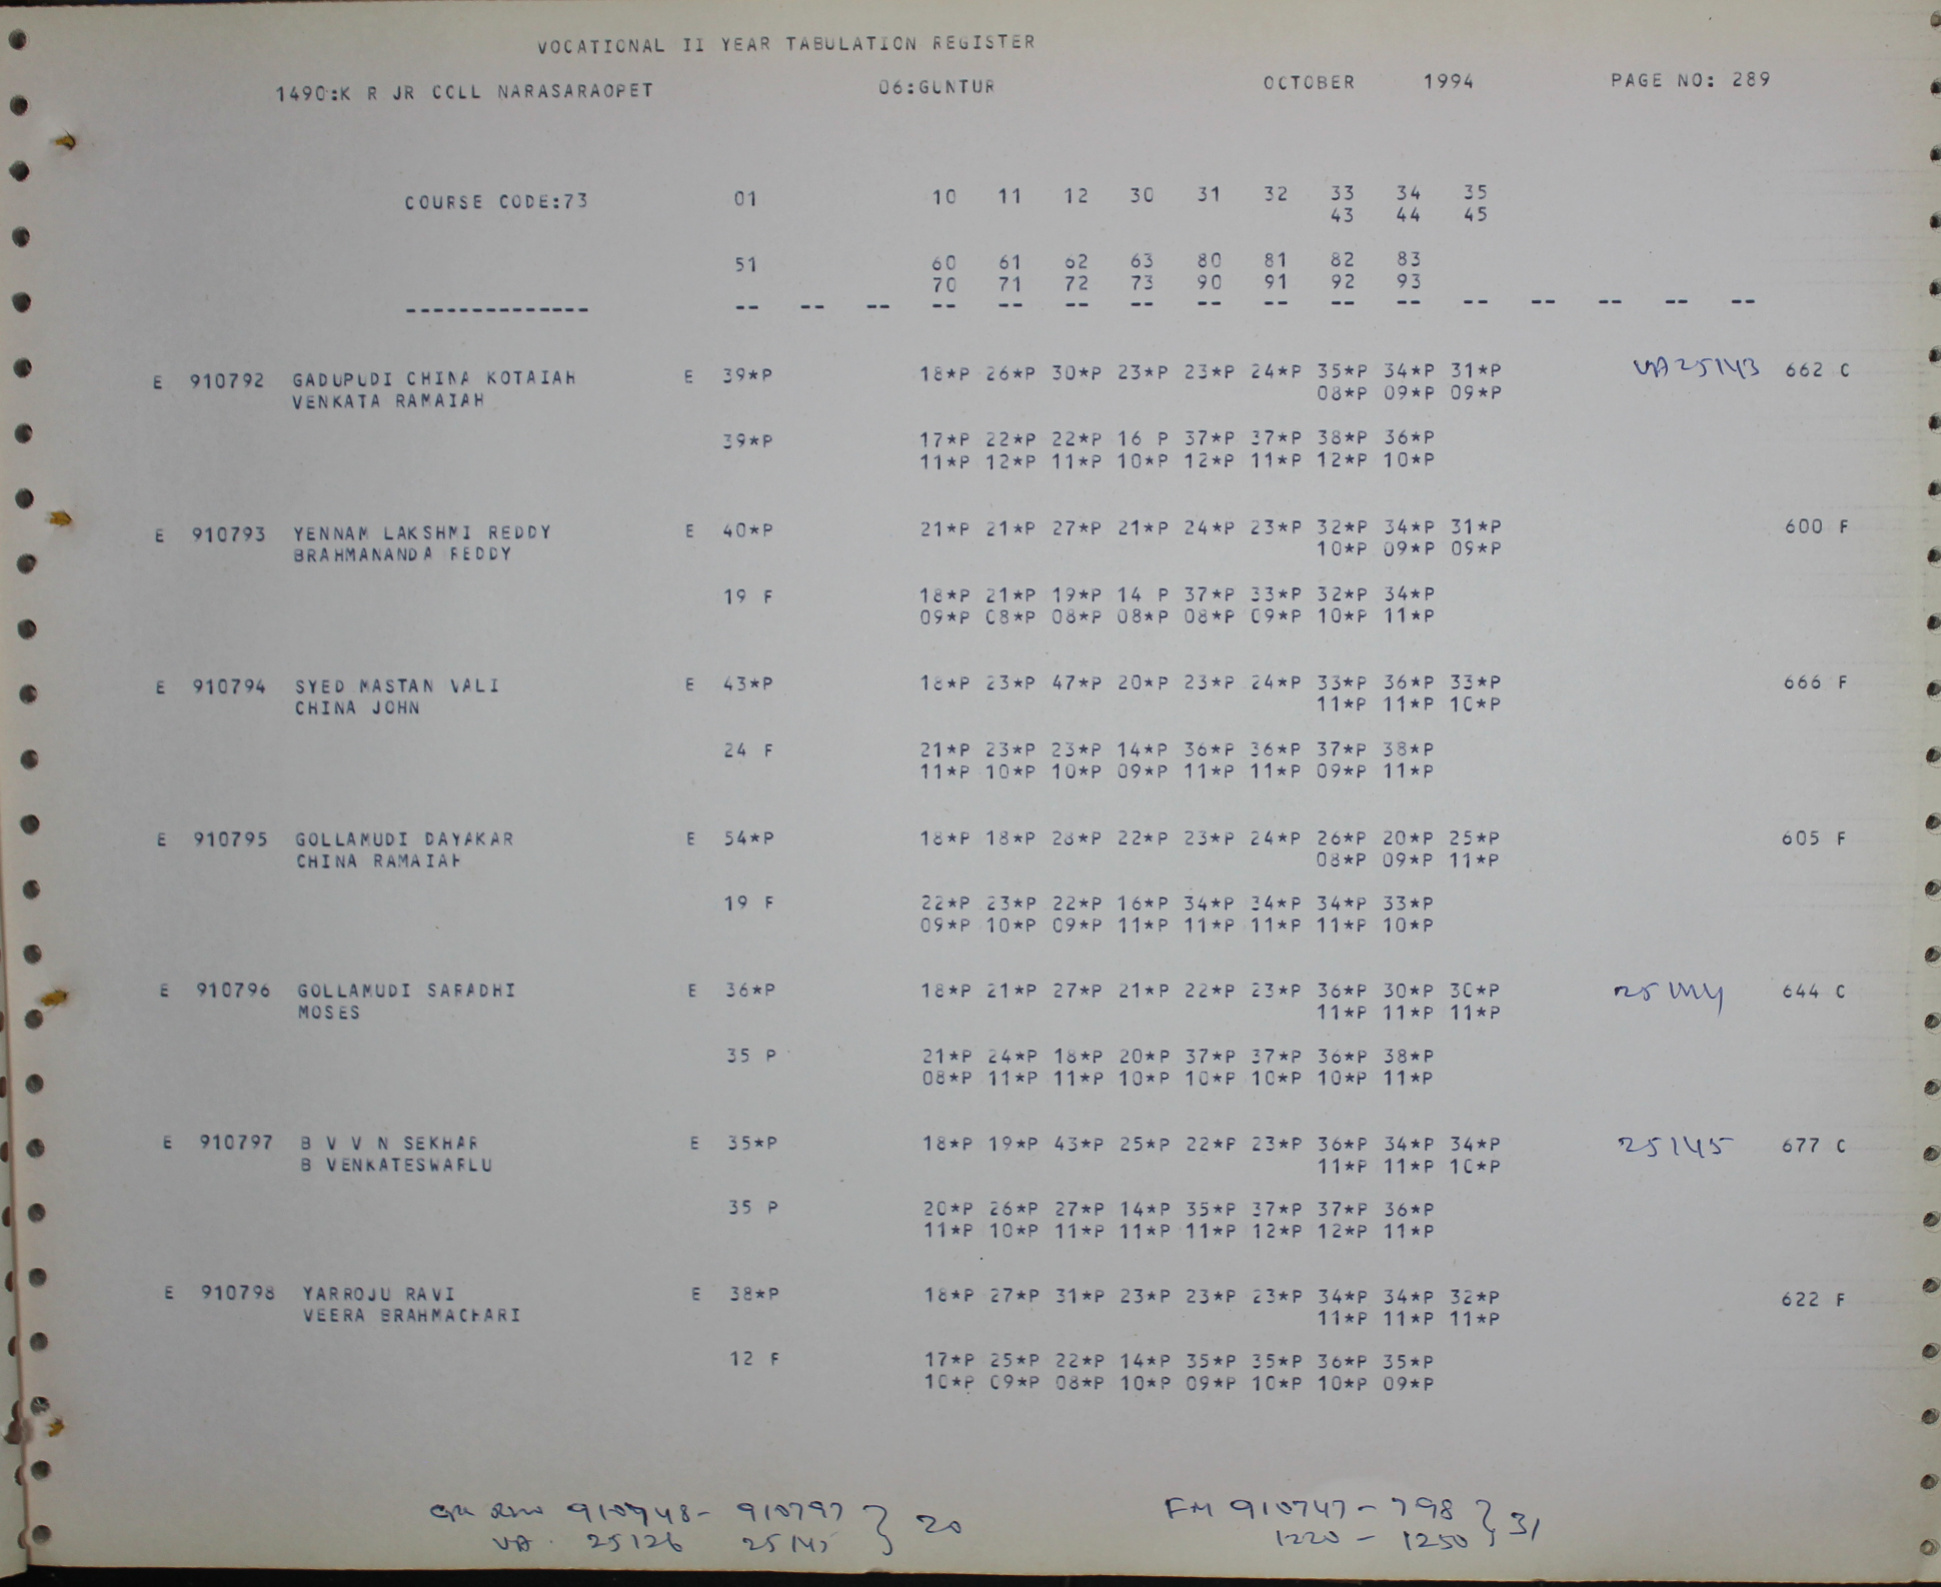 VOCATIONAL II YEAR TABULATION REGISTER
1490:K R JR COLL NARASARAOPET 06:GUNTUR OCTOBER 1994 PAGE NO: 289
COURSE CODE:73 01 10 11 12 30 31 32 33 34 35
43 44 45
51 60 61 62 63 80 81 82 83
70 71 72 73 90 91 92 93
-------------- -- -- -- -- -- -- -- -- -- -- -- -- -- -- -- --
E 910792 GADUPUDI CHINA KOTAIAH E 39*P 18*P 26*P 30*P 23*P 23*P 24*P 35*P 34*P 31*P VA25143 662 C
VENKATA RAMAIAH 08*P 09*P 09*P
39*P 17*P 22*P 22*P 16 P 37*P 37*P 38*P 36*P
11*P 12*P 11*P 10*P 12*P 11*P 12*P 10*P
E 910793 YENNAM LAKSHMI REDDY E 40*P 21*P 21*P 27*P 21*P 24*P 23*P 32*P 34*P 31*P 600 F
BRAHMANANDA REDDY 10*P 09*P 09*P
19 F 18*P 21*P 19*P 14 P 37*P 33*P 32*P 34*P
09*P 08*P 08*P 08*P 08*P 09*P 10*P 11*P
E 910794 SYED MASTAN VALI E 43*P 18*P 23*P 47*P 20*P 23*P 24*P 33*P 36*P 33*P 666 F
CHINA JOHN 11*P 11*P 10*P
24 F 21*P 23*P 23*P 14*P 36*P 36*P 37*P 38*P
11*P 10*P 10*P 09*P 11*P 11*P 09*P 11*P
E 910795 GOLLAMUDI DAYAKAR E 54*P 18*P 18*P 28*P 22*P 23*P 24*P 26*P 20*P 25*P 605 F
CHINA RAMAIAH 08*P 09*P 11*P
19 F 22*P 23*P 22*P 16*P 34*P 34*P 34*P 33*P
09*P 10*P 09*P 11*P 11*P 11*P 11*P 10*P
E 910796 GOLLAMUDI SARADHI E 36*P 18*P 21*P 27*P 21*P 22*P 23*P 36*P 30*P 30*P 25144 644 C
MOSES 11*P 11*P 11*P
35 P 21*P 24*P 18*P 20*P 37*P 37*P 36*P 38*P
08*P 11*P 11*P 10*P 10*P 10*P 10*P 11*P
E 910797 B V V N SEKHAR E 35*P 18*P 19*P 43*P 25*P 22*P 23*P 36*P 34*P 34*P 25145 677 C
B VENKATESWARLU 11*P 11*P 10*P
35 P 20*P 26*P 27*P 14*P 35*P 37*P 37*P 36*P
11*P 10*P 11*P 11*P 11*P 12*P 12*P 11*P
E 910798 YARROJU RAVI E 38*P 18*P 27*P 31*P 23*P 23*P 23*P 34*P 34*P 32*P 622 F
VEERA BRAHMACHARI 11*P 11*P 11*P
12 F 17*P 25*P 22*P 14*P 35*P 35*P 36*P 35*P
10*P 09*P 08*P 10*P 09*P 10*P 10*P 09*P
910748- 910797 } 20 FM 910747- 798 } 31
VA. 25126 25145 1220 - 1250